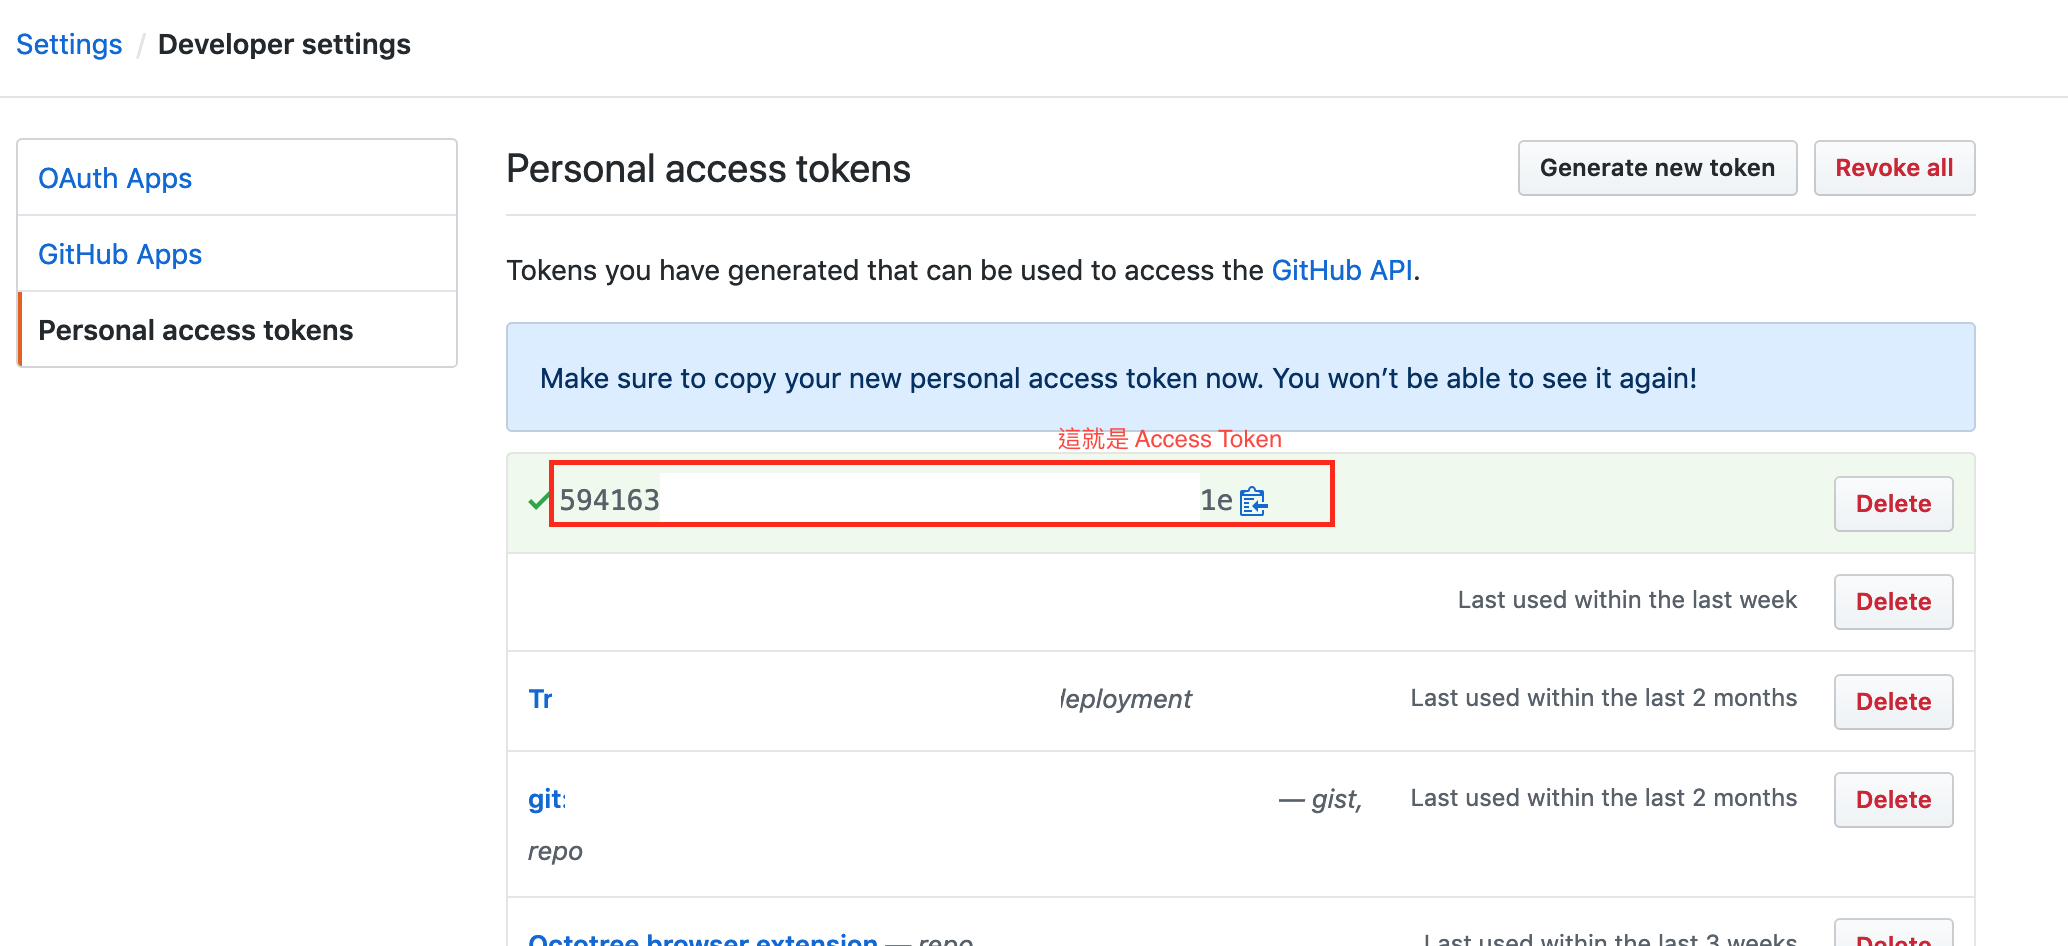 Settings / Developer settings
OAuth Apps
GitHub Apps
Personal access tokens
Personal access tokens
Generate new token
Revoke all
Tokens you have generated that can be used to access the GitHub API.
Make sure to copy your new personal access token now. You won’t be able to see it again!
這就是 Access Token
594163 1e
Delete
Last used within the last week
Delete
Tr
eployment
Last used within the last 2 months
Delete
git:
— gist,
Last used within the last 2 months
Delete
repo
Octotree browser extension — repo
Last used within the last 3 weeks
Delete